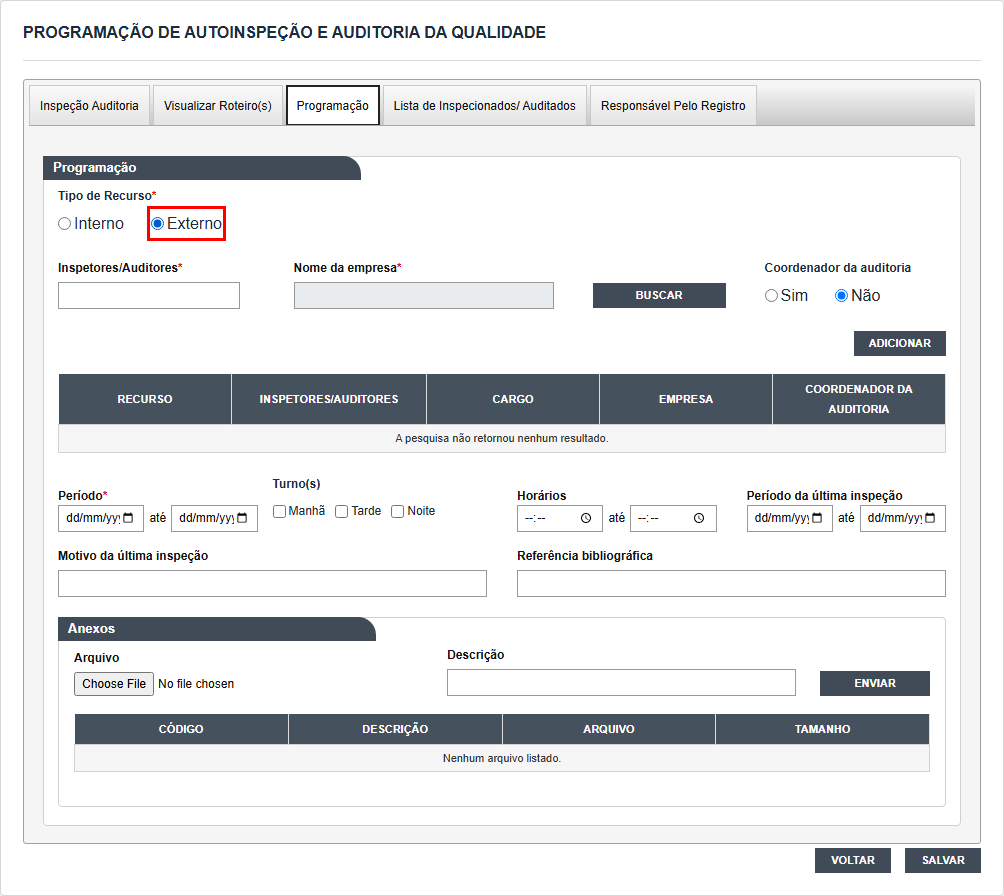 PROGRAMAÇÃO DE AUTOINSPEÇÃO E AUDITORIA DA QUALIDADE
Inspeção Auditoria
Visualizar Roteiro(s)
Programação
Lista de Inspecionados/ Auditados
Responsável Pelo Registro
Programação
Tipo de Recurso*
Interno
Externo
Inspetores/Auditores*
Nome da empresa*
BUSCAR
Coordenador da auditoria
Sim
Não
ADICIONAR
RECURSO
INSPETORES/AUDITORES
CARGO
EMPRESA
COORDENADOR DA
AUDITORIA
A pesquisa não retornou nenhum resultado.
Período*
dd/mm/yyy até dd/mm/yyy
Turno(s)
Manhã
Tarde
Noite
Horários
--:-- até --:--
Período da última inspeção
dd/mm/yyy até dd/mm/yyy
Motivo da última inspeção
Referência bibliográfica
Anexos
Arquivo
Choose File No file chosen
Descrição
ENVIAR
CÓDIGO
DESCRIÇÃO
ARQUIVO
TAMANHO
Nenhum arquivo listado.
VOLTAR
SALVAR